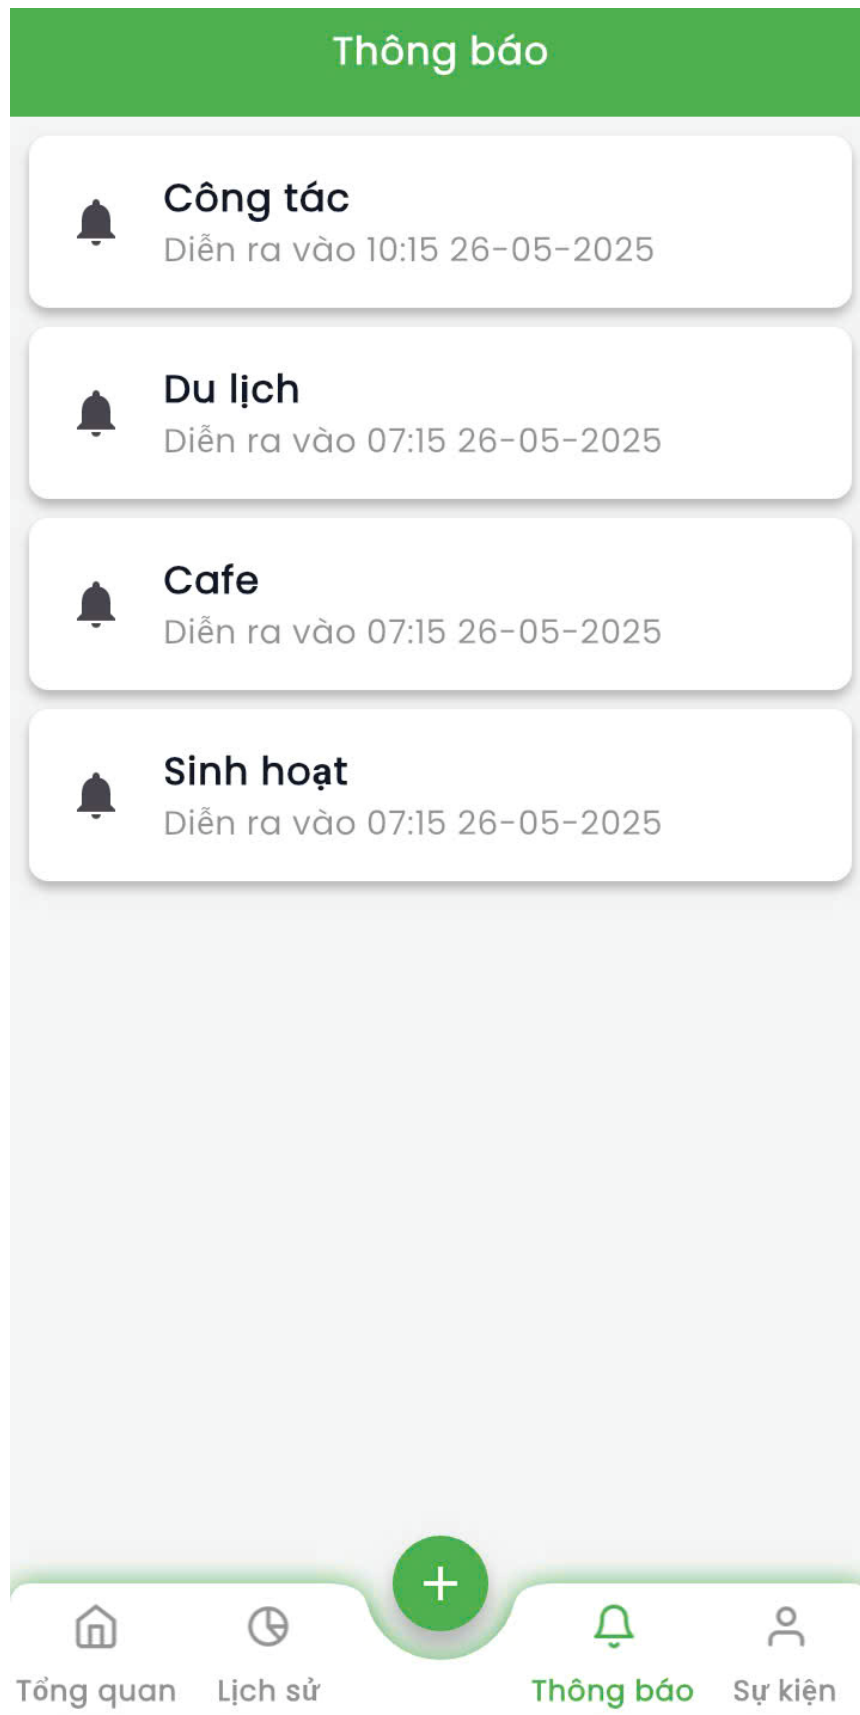 Thông báo
Công tác
Diễn ra vào 10:15 26-05-2025
Du lịch
Diễn ra vào 07:15 26-05-2025
Cafe
Diễn ra vào 07:15 26-05-2025
Sinh hoạt
Diễn ra vào 07:15 26-05-2025
Tổng quan Lịch sử Thông báo Sự kiện